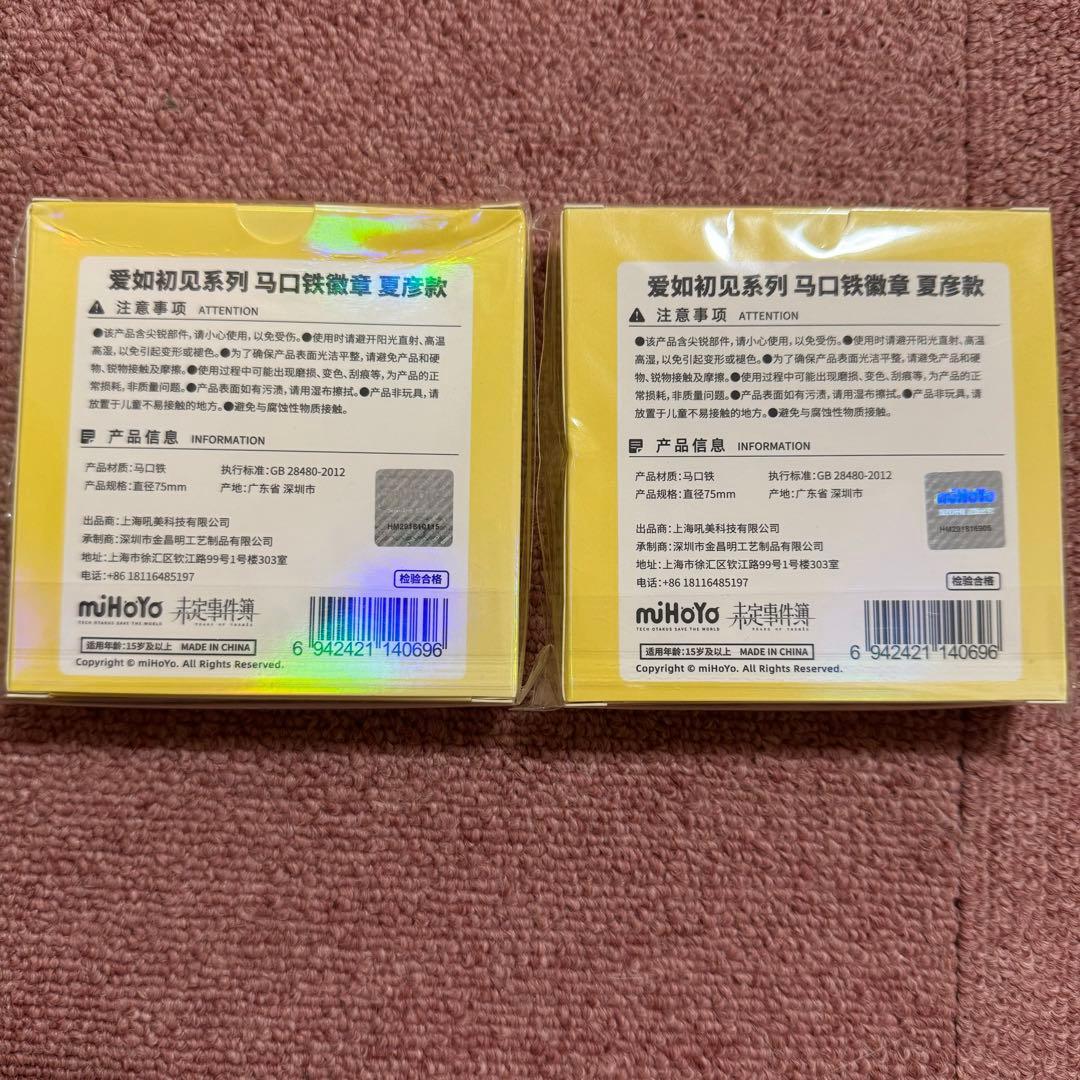 爱如初见系列 马口铁徽章 夏彦款
注意事项 ATTENTION
●该产品含尖锐部件,请小心使用,以免受伤。●使用时请避开阳光直射、高温
高湿,以免引起变形或褪色。●为了确保产品表面光洁平整,请避免产品和硬
物、锐物接触及摩擦。●使用过程中可能出现磨损、变色、刮痕等,为产品的正
常损耗,非质量问题。●产品表面如有污渍,请用湿布擦拭。●产品非玩具,请
放置于儿童不易接触的地方。●避免与腐蚀性物质接触。
产品信息 INFORMATION
产品材质:马口铁 执行标准:GB 28480-2012
产品规格:直径75mm 产地:广东省 深圳市
HM291810115
出品商:上海吼美科技有限公司
承制商:深圳市金昌明工艺制品有限公司
地址:上海市徐汇区钦江路99号1号楼303室
电话:+86 18116485197
检验合格
miHoYo 未定事件簿
TECH OTAKUS SAVE THE WORLD TEARS OF THEMIS
适用年龄:15岁及以上 MADE IN CHINA
6 942421 140696
Copyright © miHoYo. All Rights Reserved.
爱如初见系列 马口铁徽章 夏彦款
注意事项 ATTENTION
●该产品含尖锐部件,请小心使用,以免受伤。●使用时请避开阳光直射、高温
高湿,以免引起变形或褪色。●为了确保产品表面光洁平整,请避免产品和硬
物、锐物接触及摩擦。●使用过程中可能出现磨损、变色、刮痕等,为产品的正
常损耗,非质量问题。●产品表面如有污渍,请用湿布擦拭。●产品非玩具,请
放置于儿童不易接触的地方。●避免与腐蚀性物质接触。
产品信息 INFORMATION
产品材质:马口铁 执行标准:GB 28480-2012
产品规格:直径75mm 产地:广东省 深圳市
miHoYo
版权所有 盗版必究
HM291816905
出品商:上海吼美科技有限公司
承制商:深圳市金昌明工艺制品有限公司
地址:上海市徐汇区钦江路99号1号楼303室
电话:+86 18116485197
检验合格
miHoYo 未定事件簿
TECH OTAKUS SAVE THE WORLD TEARS OF THEMIS
适用年龄:15岁及以上 MADE IN CHINA
6 942421 140696
Copyright © miHoYo. All Rights Reserved.